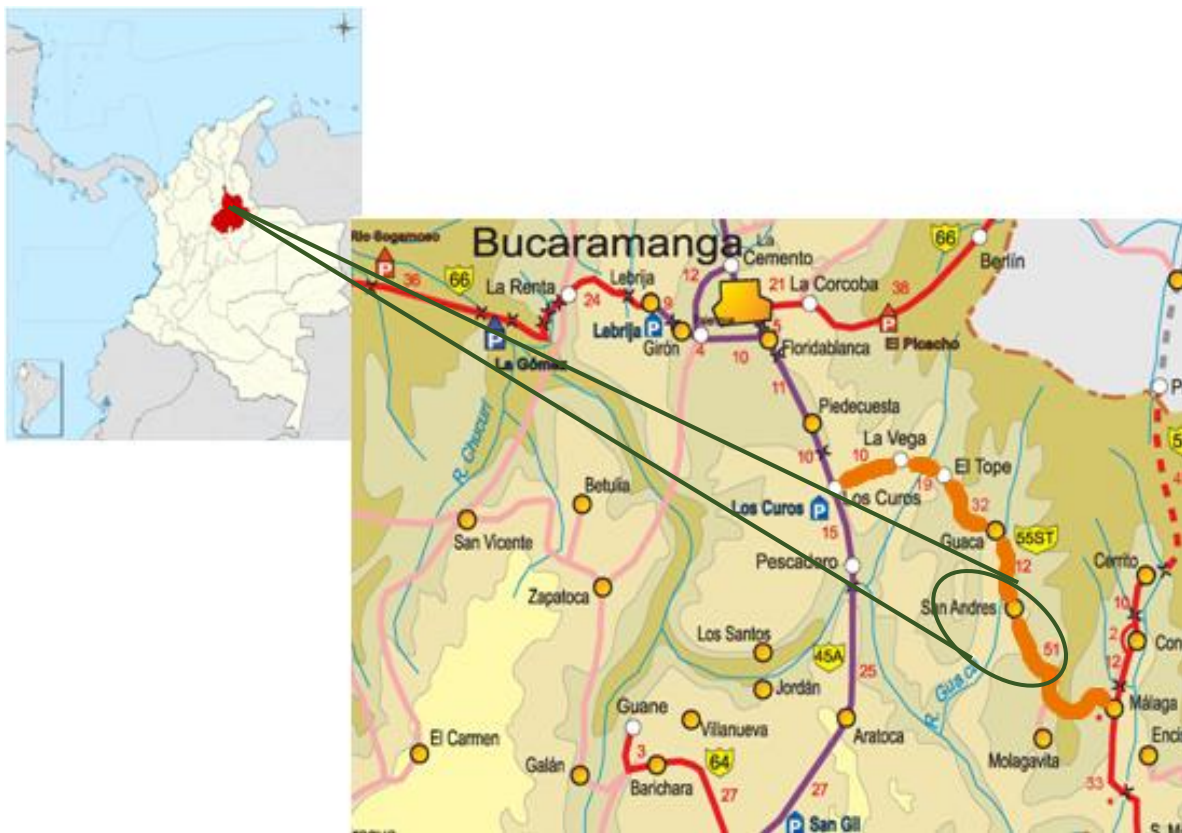 Rio Sogamoso
Bucaramanga
La
Cemento
66
Berlín
36
66
La Renta
24
Lebrija
9
12
21
La Corcoba
38
5
Lebrija
P
Girón
4
10
Floridablanca
El Picacho
P
La Gómez
P
11
R. Chucurí
Piedecuesta
10
La Vega
10
El Tope
19
Los Curos
Los Curos
P
32
15
Betulia
San Vicente
Guaca
55ST
12
Pescadero
Cerrito
Zapatoca
San Andres
10
Los Santos
2
Con
45A
51
12
25
R. Guaca
Jordán
Málaga
Guane
Villanueva
Aratoca
El Carmen
3
64
Molagavita
Enci
Galán
Barichara
27
27
33
P
San Gil